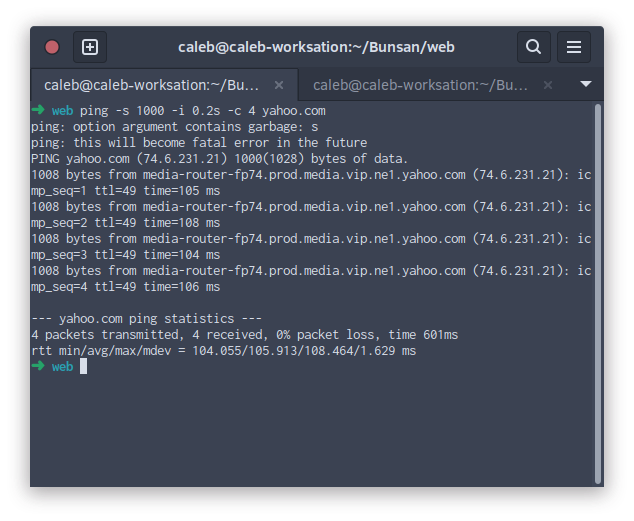 caleb@caleb-worksation:~/Bunsan/web
caleb@caleb-worksation:~/Bu...
caleb@caleb-worksation:~/Bu...
➜ web ping -s 1000 -i 0.2s -c 4 yahoo.com
ping: option argument contains garbage: s
ping: this will become fatal error in the future
PING yahoo.com (74.6.231.21) 1000(1028) bytes of data.
1008 bytes from media-router-fp74.prod.media.vip.ne1.yahoo.com (74.6.231.21): ic
mp_seq=1 ttl=49 time=105 ms
1008 bytes from media-router-fp74.prod.media.vip.ne1.yahoo.com (74.6.231.21): ic
mp_seq=2 ttl=49 time=108 ms
1008 bytes from media-router-fp74.prod.media.vip.ne1.yahoo.com (74.6.231.21): ic
mp_seq=3 ttl=49 time=104 ms
1008 bytes from media-router-fp74.prod.media.vip.ne1.yahoo.com (74.6.231.21): ic
mp_seq=4 ttl=49 time=106 ms
--- yahoo.com ping statistics ---
4 packets transmitted, 4 received, 0% packet loss, time 601ms
rtt min/avg/max/mdev = 104.055/105.913/108.464/1.629 ms
➜ web